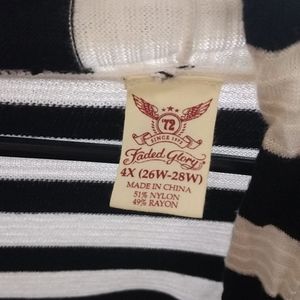 72
SINCE 1972
Faded Glory
4X (26W-28W)
MADE IN CHINA
51% NYLON
49% RAYON